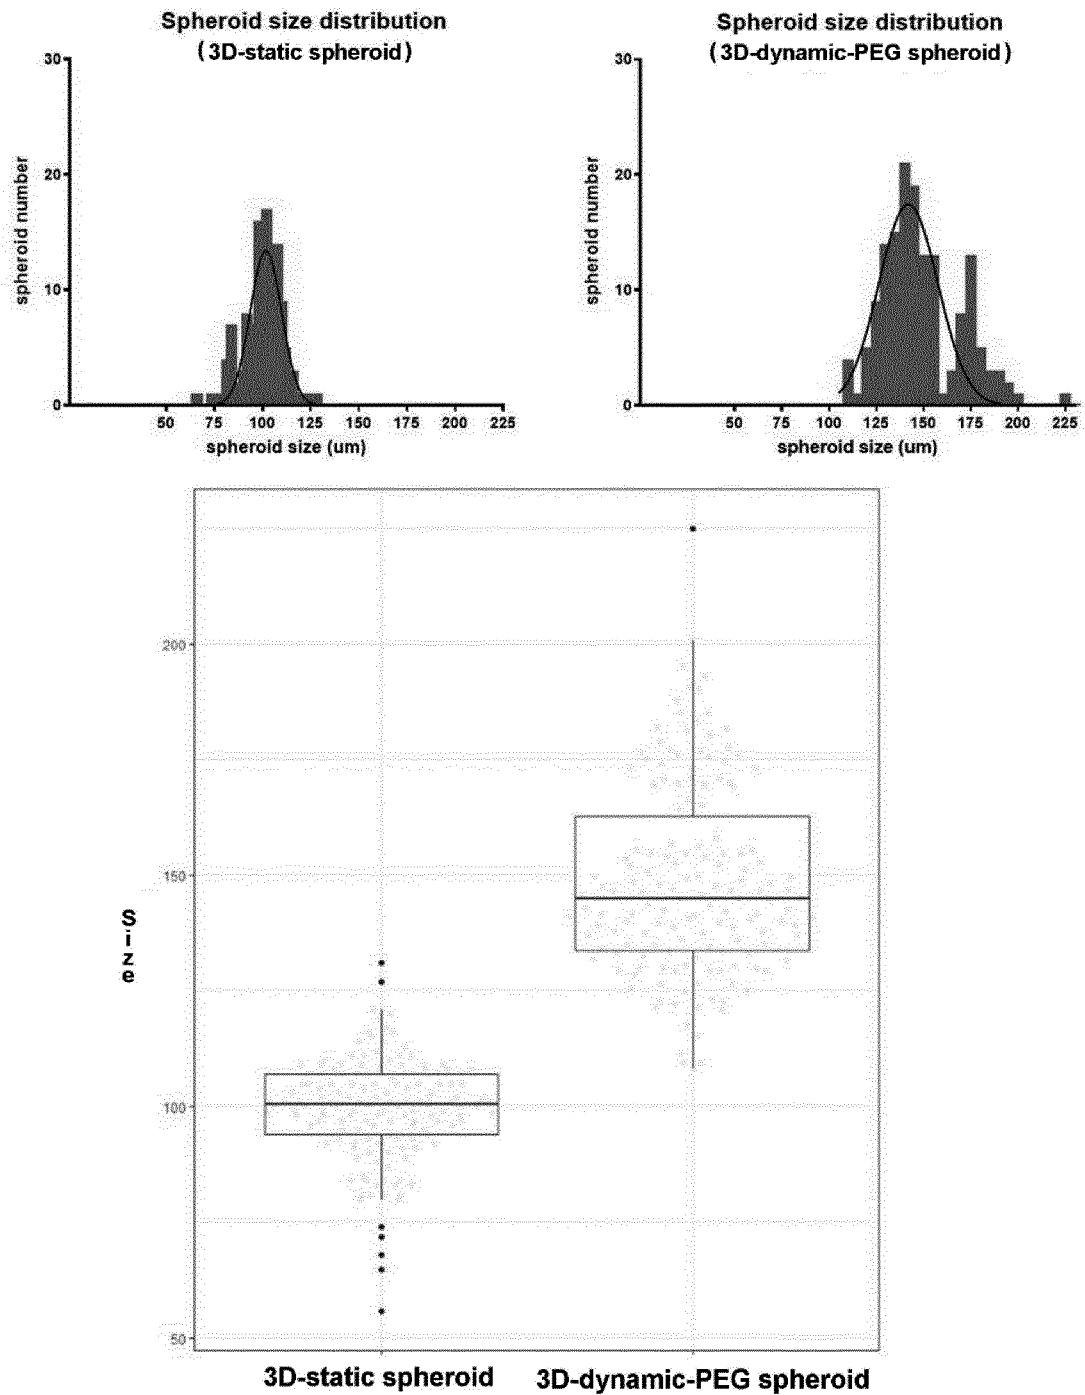 Spheroid size distribution
(3D-static spheroid)
30
20
10
0
spheroid number
50 75 100 125 150 175 200 225
spheroid size (um)
Spheroid size distribution
(3D-dynamic-PEG spheroid)
30
20
10
0
spheroid number
50 75 100 125 150 175 200 225
spheroid size (um)
200
150
100
50
Size
3D-static spheroid 3D-dynamic-PEG spheroid